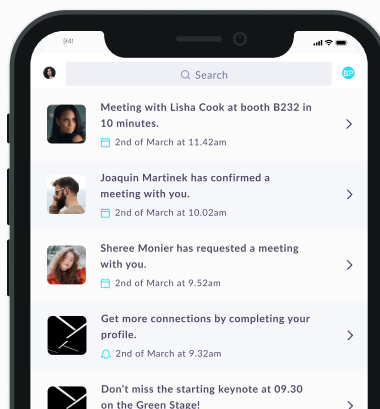 9:41
Search
BP
Meeting with Lisha Cook at booth B232 in
10 minutes.
2nd of March at 11.42am
Joaquin Martinek has confirmed a
meeting with you.
2nd of March at 10.02am
Sheree Monier has requested a meeting
with you.
2nd of March at 9.52am
Get more connections by completing your
profile.
2nd of March at 9.32am
Don't miss the starting keynote at 09.30
on the Green Stage!